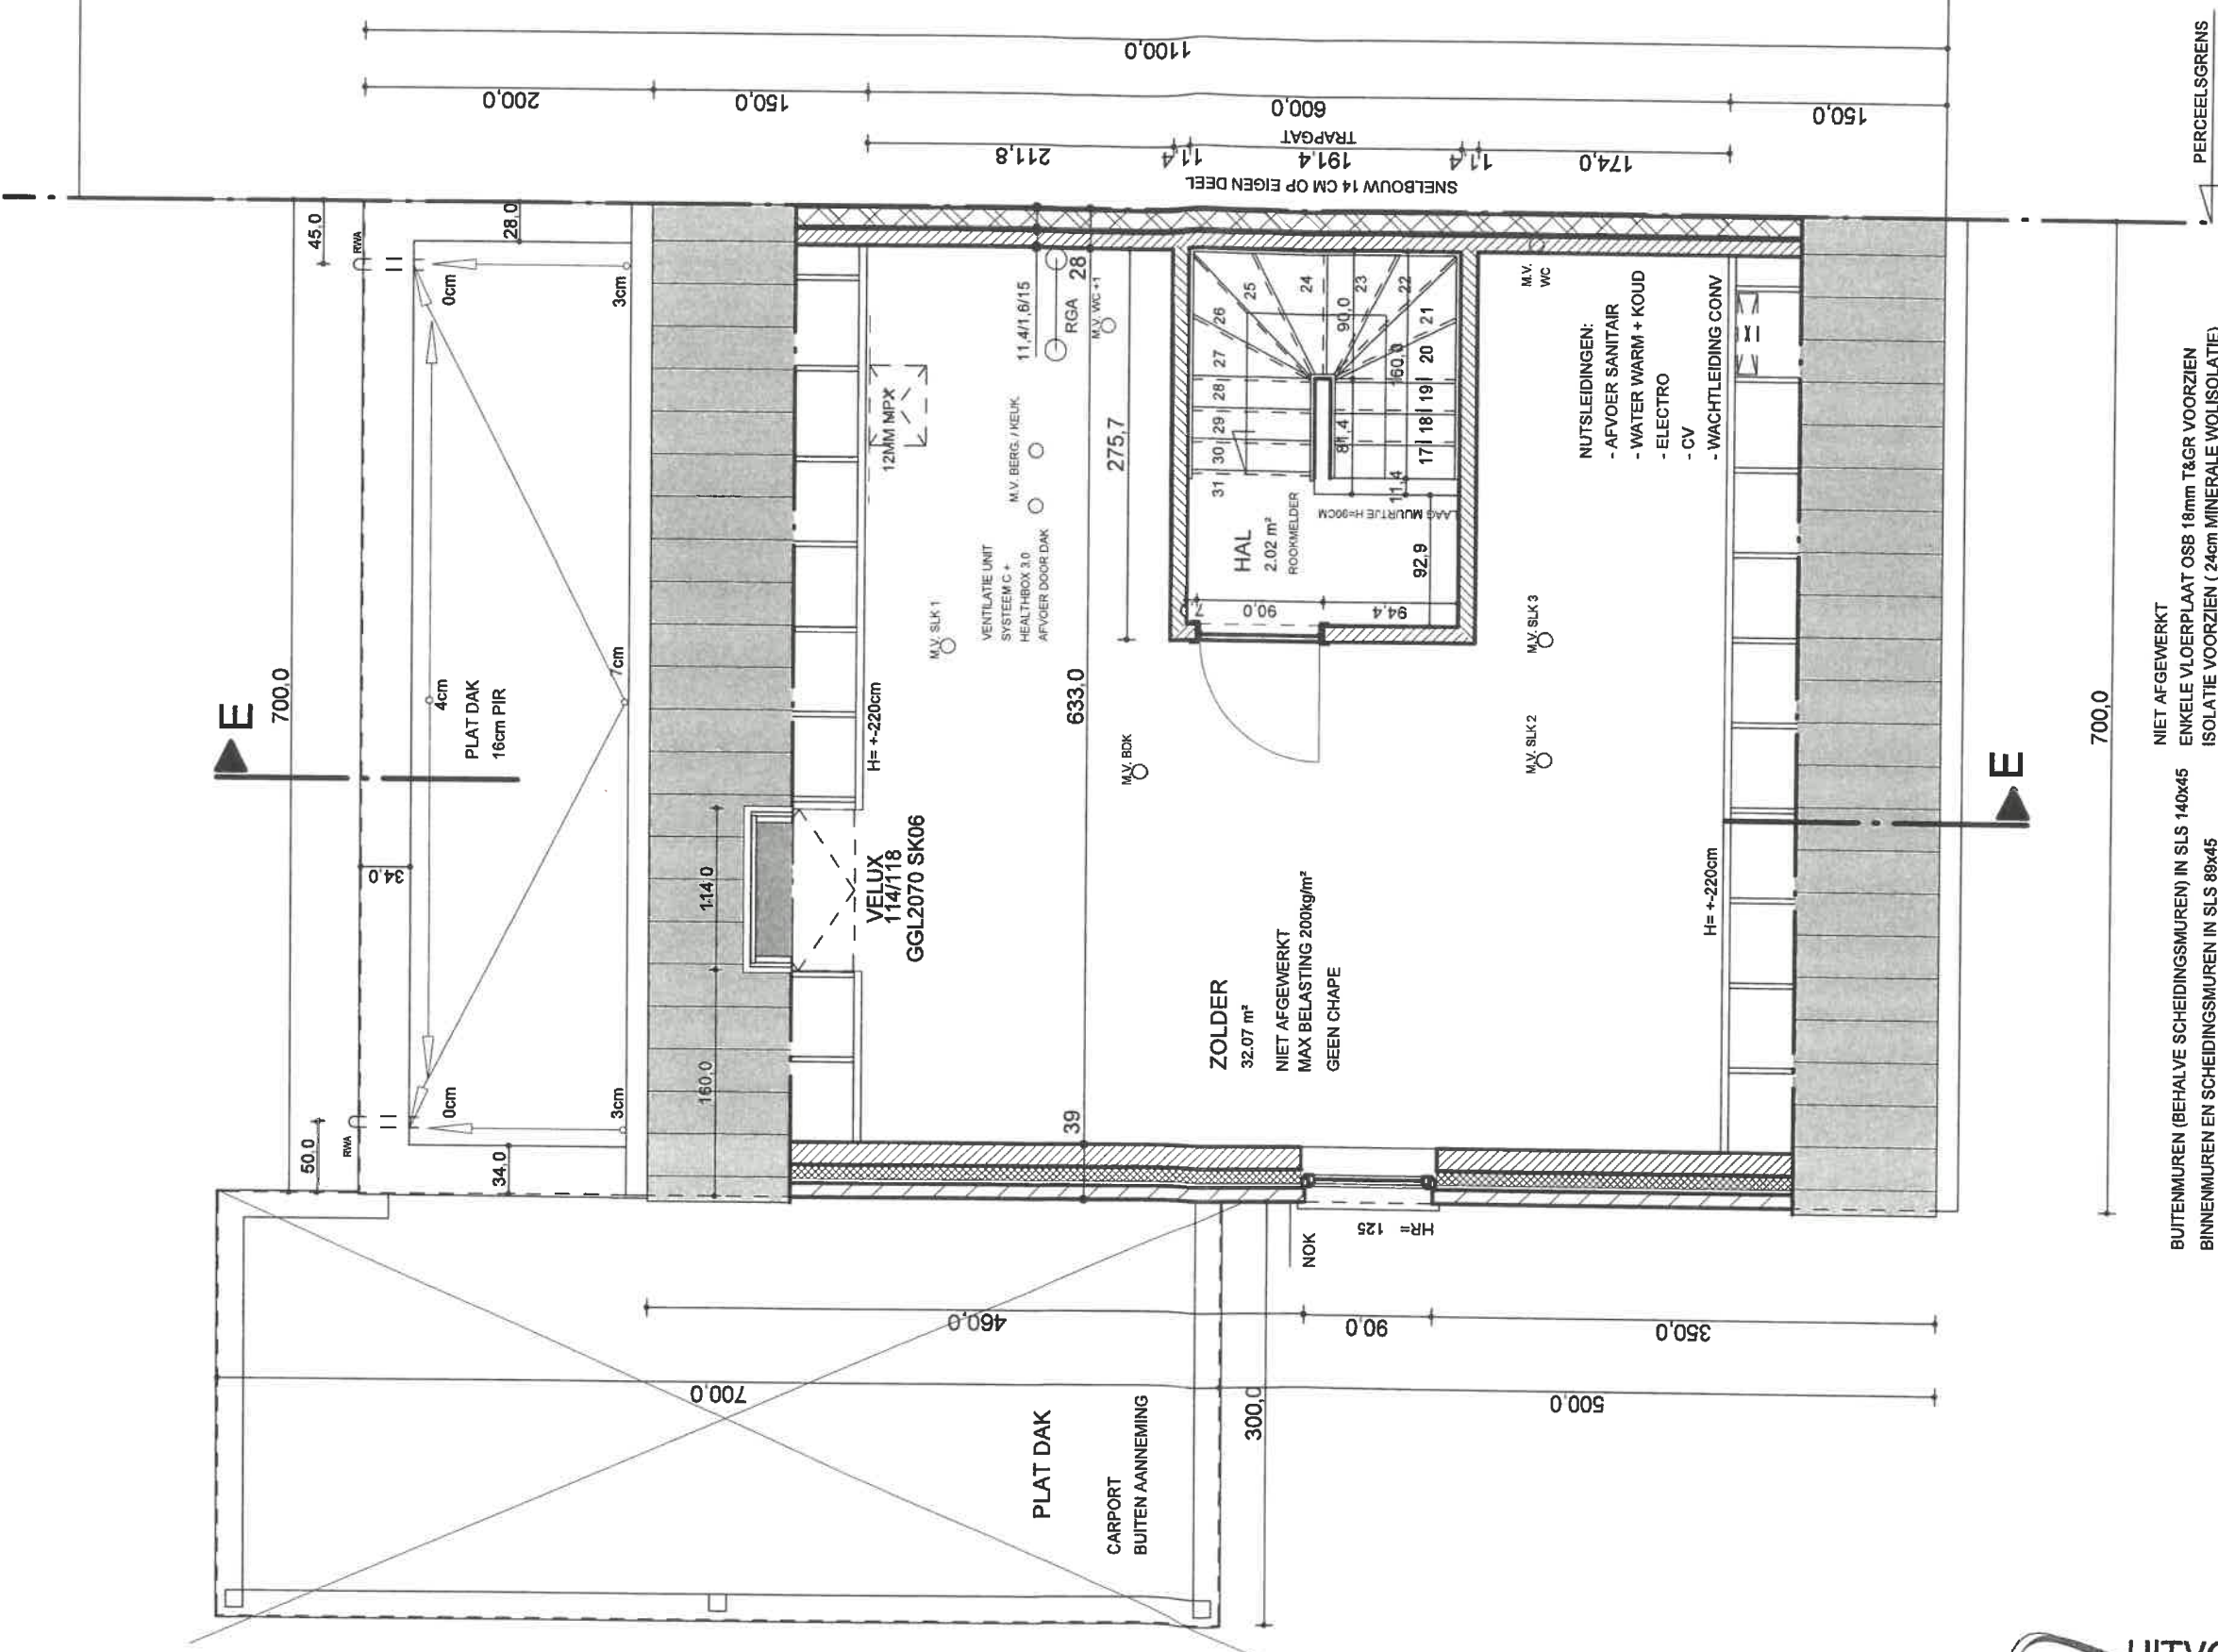 PERCEELSGRENS
1100,0
200,0
150,0
600,0
150,0
211,8
11,4
191,4
TRAPGAT
11,4
174,0
SNELBOUW 14 CM OP EIGEN DEEL
45,0
RWA
28,0
0cm
3cm
700,0
E
4cm
PLAT DAK
16cm PIR
7cm
34,0
50,0
RWA
34,0
0cm
3cm
114,0
160,0
VELUX
114/118
GGL2070 SK06
H= +-220cm
12MM MPX
11,4/1,6/15
RGA
28
M.V. WC +1
M.V. BERG. / KEUK.
VENTILATIE UNIT
SYSTEEM C +
HEALTHBOX 3.0
AFVOER DOOR DAK
M.V. SLK 1
275,7
633,0
39
M.V. BDK
31
30
29
28
27
26
25
24
23
22
21
20
19
18
17
90,0
160,0
81,4
11,4
HAL
2.02 m²
ROOKMELDER
LAAG MUURTJE H=90CM
92,9
7
90,0
94,4
M.V.
WC
NUTSLEIDINGEN:
- AFVOER SANITAIR
- WATER WARM + KOUD
- ELECTRO
- CV
- WACHTLEIDING CONV
M.V. SLK 3
M.V. SLK 2
ZOLDER
32.07 m²
NIET AFGEWERKT
MAX BELASTING 200kg/m²
GEEN CHAPE
H= +-220cm
E
700,0
NOK
HR= 125
460,0
90,0
350,0
700,0
500,0
300,0
PLAT DAK
CARPORT
BUITEN AANNEMING
NIET AFGEWERKT
ENKELE VLOERPLAAT OSB 18mm T&GR VOORZIEN
ISOLATIE VOORZIEN ( 24cm MINERALE WOLISOLATIE)
BUITENMUREN (BEHALVE SCHEIDINGSMUREN) IN SLS 140x45
BINNENMUREN EN SCHEIDINGSMUREN IN SLS 89x45